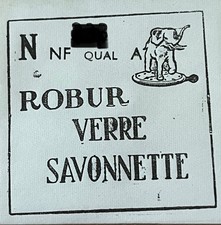 N NF QUAL A
ROBUR
VERRE
SAVONNETTE